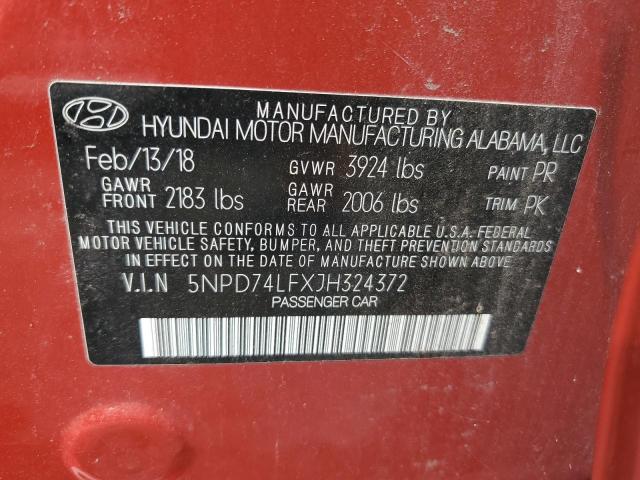 MANUFACTURED BY
HYUNDAI MOTOR MANUFACTURING ALABAMA, LLC
Feb/13/18 GVWR 3924 lbs PAINT PR
GAWR FRONT 2183 lbs GAWR REAR 2006 lbs TRIM PK
THIS VEHICLE CONFORMS TO ALL APPLICABLE U.S.A. FEDERAL
MOTOR VEHICLE SAFETY, BUMPER, AND THEFT PREVENTION STANDARDS
IN EFFECT ON THE DATE OF MANUFACTURE SHOWN ABOVE.
V.I.N 5NPD74LFXJH324372
PASSENGER CAR